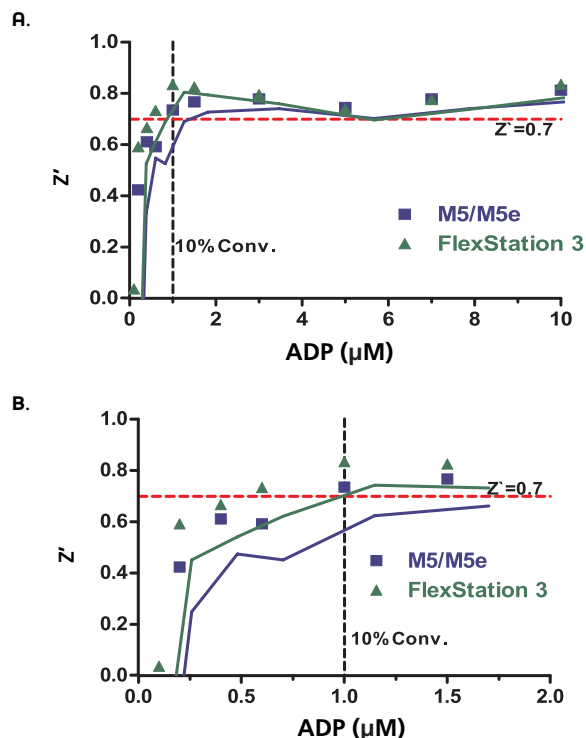 A.
1.0
0.8
0.6
0.4
0.2
0.0
Z'
Z`=0.7
M5/M5e
FlexStation 3
10% Conv.
0
2
4
6
8
10
ADP (µM)
B.
1.0
0.8
0.6
0.4
0.2
0.0
Z'
Z`=0.7
M5/M5e
FlexStation 3
10% Conv.
0.0
0.5
1.0
1.5
2.0
ADP (µM)